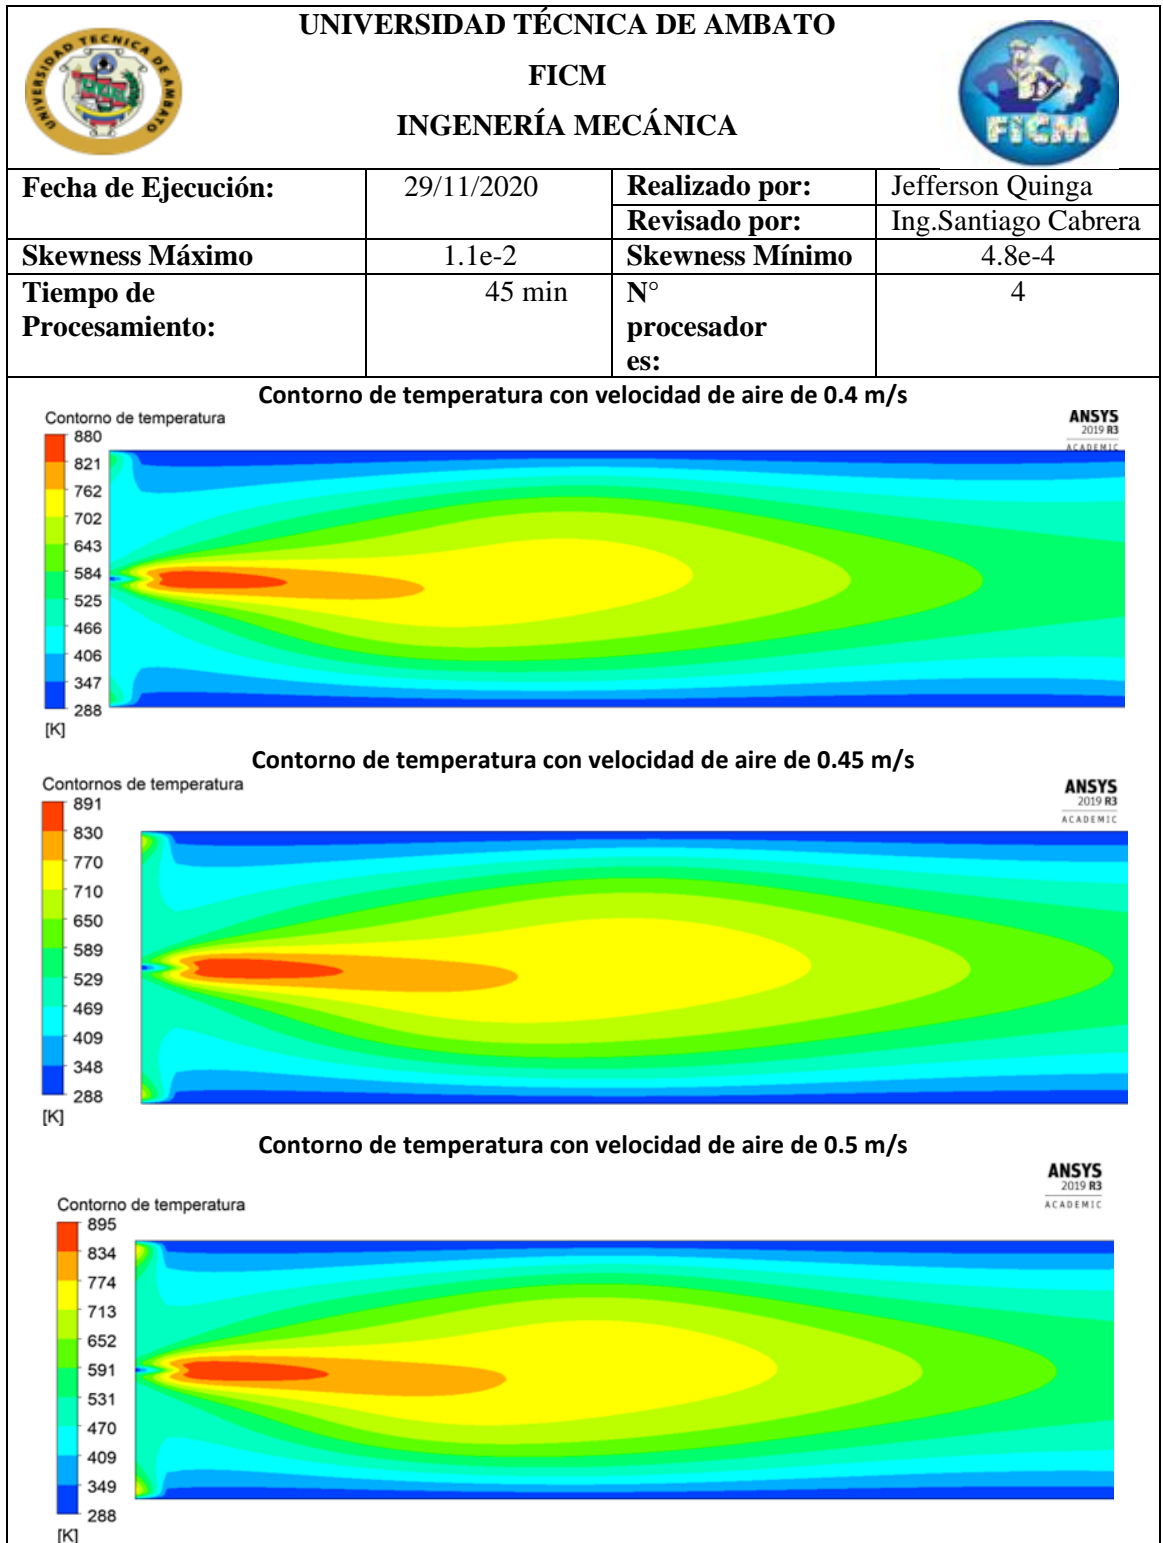 UNIVERSIDAD TÉCNICA DE AMBATO
FICM
INGENERÍA MECÁNICA
UNIVERSIDAD TECNICA DE AMBATO
FICM
Fecha de Ejecución: 29/11/2020 Realizado por: Jefferson Quinga
Revisado por: Ing.Santiago Cabrera
Skewness Máximo 1.1e-2 Skewness Mínimo 4.8e-4
Tiempo de 45 min N° 4
Procesamiento: procesador
es:
Contorno de temperatura con velocidad de aire de 0.4 m/s
Contorno de temperatura
ANSYS
2019 R3
ACADEMIC
880
821
762
702
643
584
525
466
406
347
288
[K]
Contorno de temperatura con velocidad de aire de 0.45 m/s
Contornos de temperatura
ANSYS
2019 R3
ACADEMIC
891
830
770
710
650
589
529
469
409
348
288
[K]
Contorno de temperatura con velocidad de aire de 0.5 m/s
ANSYS
2019 R3
ACADEMIC
Contorno de temperatura
895
834
774
713
652
591
531
470
409
349
288
[K]